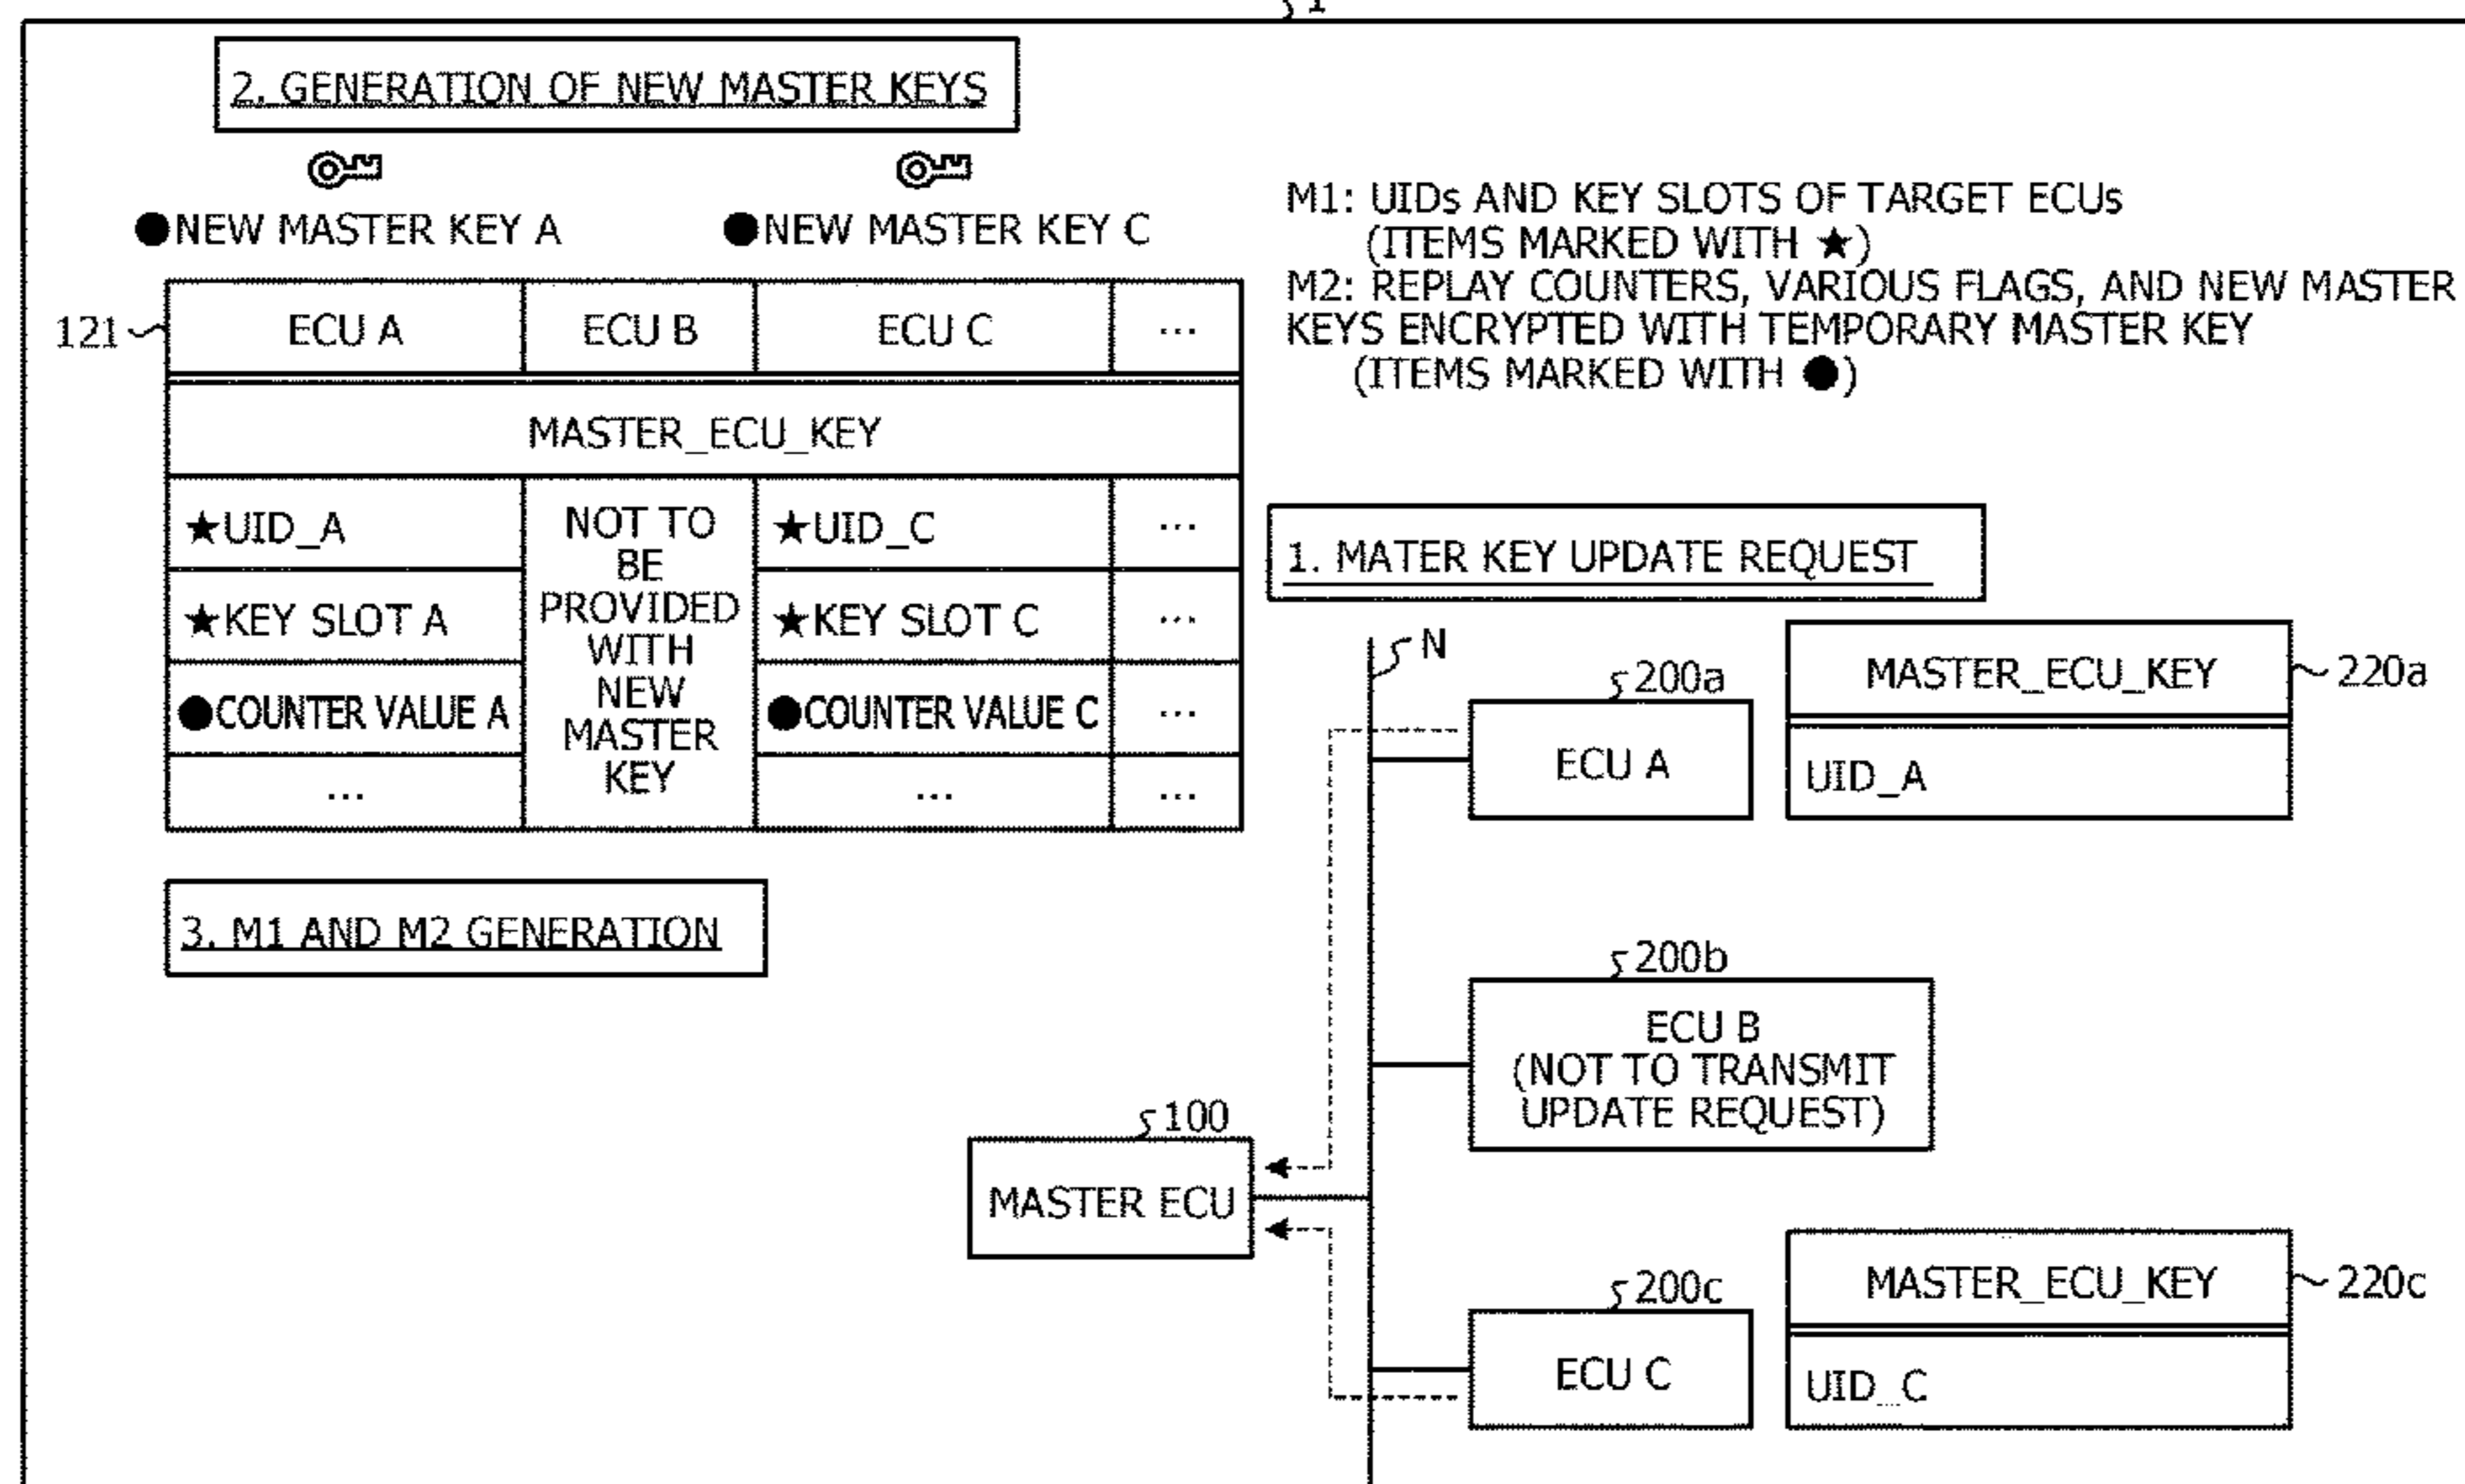 1
2. GENERATION OF NEW MASTER KEYS
●NEW MASTER KEY A
●NEW MASTER KEY C
M1: UIDs AND KEY SLOTS OF TARGET ECUs
(ITEMS MARKED WITH ★)
M2: REPLAY COUNTERS, VARIOUS FLAGS, AND NEW MASTER
KEYS ENCRYPTED WITH TEMPORARY MASTER KEY
(ITEMS MARKED WITH ●)
121
ECU A
ECU B
ECU C
...
MASTER_ECU_KEY
★UID_A
NOT TO
BE
PROVIDED
WITH
NEW
MASTER
KEY
★UID_C
...
★KEY SLOT A
★KEY SLOT C
...
●COUNTER VALUE A
●COUNTER VALUE C
...
...
...
...
3. M1 AND M2 GENERATION
1. MATER KEY UPDATE REQUEST
N
200a
ECU A
MASTER_ECU_KEY
220a
UID_A
200b
ECU B
(NOT TO TRANSMIT
UPDATE REQUEST)
100
MASTER ECU
200c
ECU C
MASTER_ECU_KEY
220c
UID_C